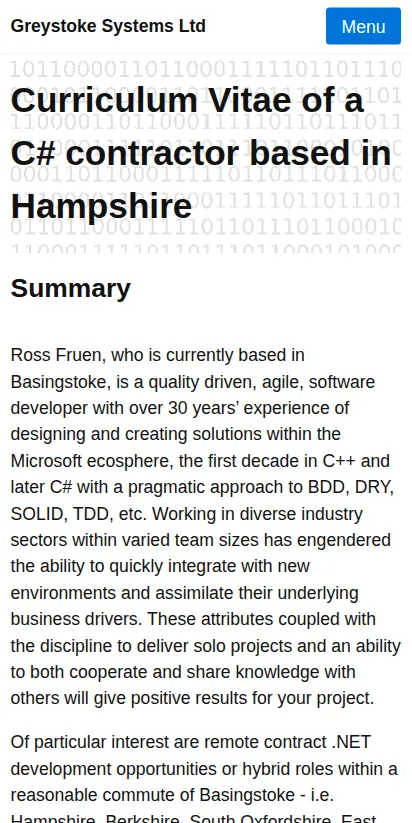 Greystoke Systems Ltd
Menu
Curriculum Vitae of a
C# contractor based in
Hampshire
Summary
Ross Fruen, who is currently based in
Basingstoke, is a quality driven, agile, software
developer with over 30 years’ experience of
designing and creating solutions within the
Microsoft ecosphere, the first decade in C++ and
later C# with a pragmatic approach to BDD, DRY,
SOLID, TDD, etc. Working in diverse industry
sectors within varied team sizes has engendered
the ability to quickly integrate with new
environments and assimilate their underlying
business drivers. These attributes coupled with
the discipline to deliver solo projects and an ability
to both cooperate and share knowledge with
others will give positive results for your project.
Of particular interest are remote contract .NET
development opportunities or hybrid roles within a
reasonable commute of Basingstoke - i.e.
Hampshire, Berkshire, South Oxfordshire, East